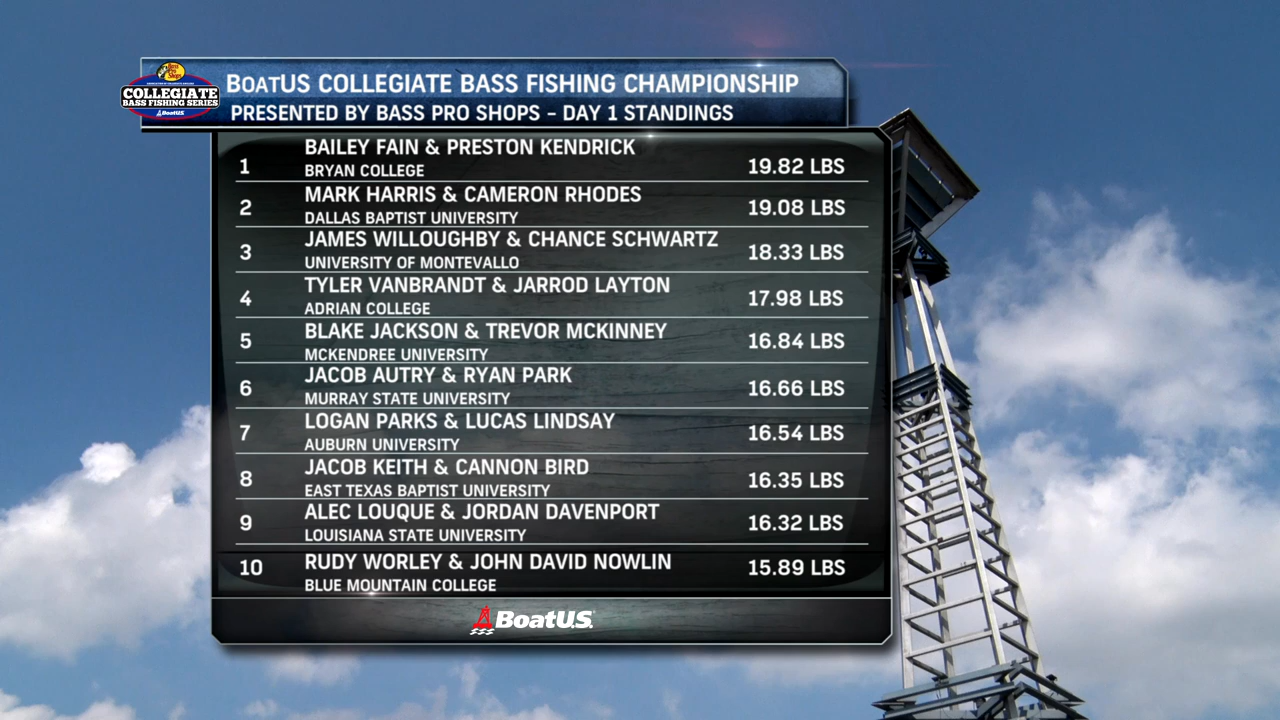 BOATUS COLLEGIATE BASS FISHING CHAMPIONSHIP
PRESENTED BY BASS PRO SHOPS – DAY 1 STANDINGS
Bass Pro Shops
COLLEGIATE
BASS FISHING SERIES
BoatU.S.
1 BAILEY FAIN & PRESTON KENDRICK 19.82 LBS
BRYAN COLLEGE
2 MARK HARRIS & CAMERON RHODES 19.08 LBS
DALLAS BAPTIST UNIVERSITY
3 JAMES WILLOUGHBY & CHANCE SCHWARTZ 18.33 LBS
UNIVERSITY OF MONTEVALLO
4 TYLER VANBRANDT & JARROD LAYTON 17.98 LBS
ADRIAN COLLEGE
5 BLAKE JACKSON & TREVOR MCKINNEY 16.84 LBS
MCKENDREE UNIVERSITY
6 JACOB AUTRY & RYAN PARK 16.66 LBS
MURRAY STATE UNIVERSITY
7 LOGAN PARKS & LUCAS LINDSAY 16.54 LBS
AUBURN UNIVERSITY
8 JACOB KEITH & CANNON BIRD 16.35 LBS
EAST TEXAS BAPTIST UNIVERSITY
9 ALEC LOUQUE & JORDAN DAVENPORT 16.32 LBS
LOUISIANA STATE UNIVERSITY
10 RUDY WORLEY & JOHN DAVID NOWLIN 15.89 LBS
BLUE MOUNTAIN COLLEGE
BoatU.S.